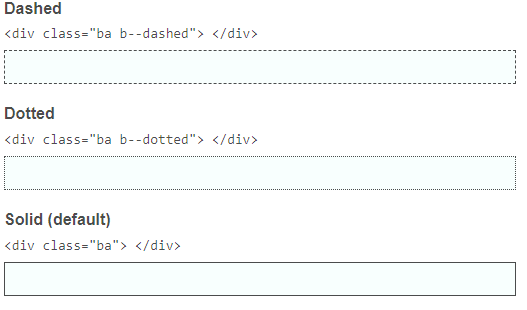 Dashed
<div class="ba b--dashed"> </div>
Dotted
<div class="ba b--dotted"> </div>
Solid (default)
<div class="ba"> </div>